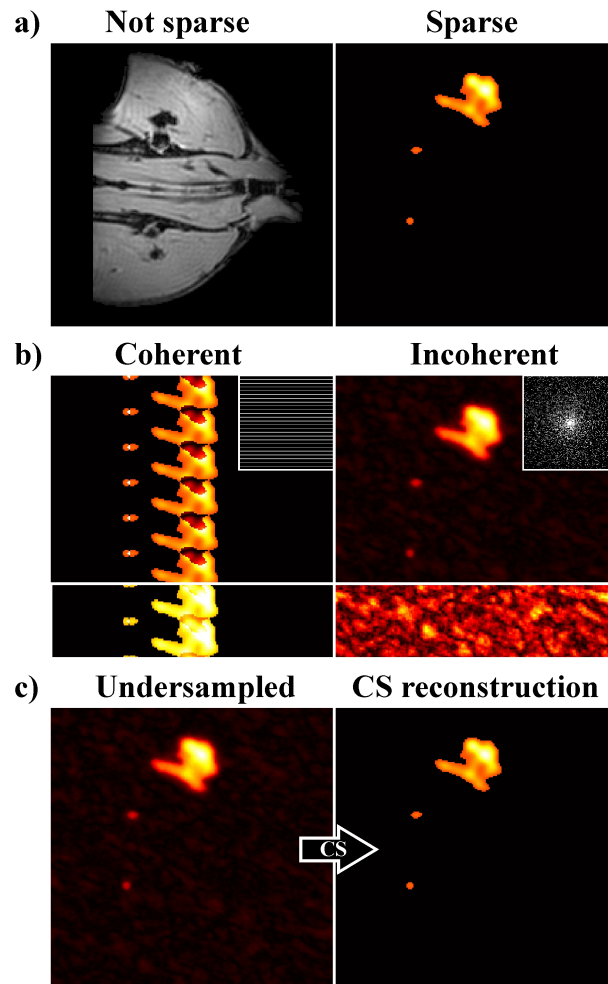 a) Not sparse Sparse
b) Coherent Incoherent
c) Undersampled CS reconstruction
CS